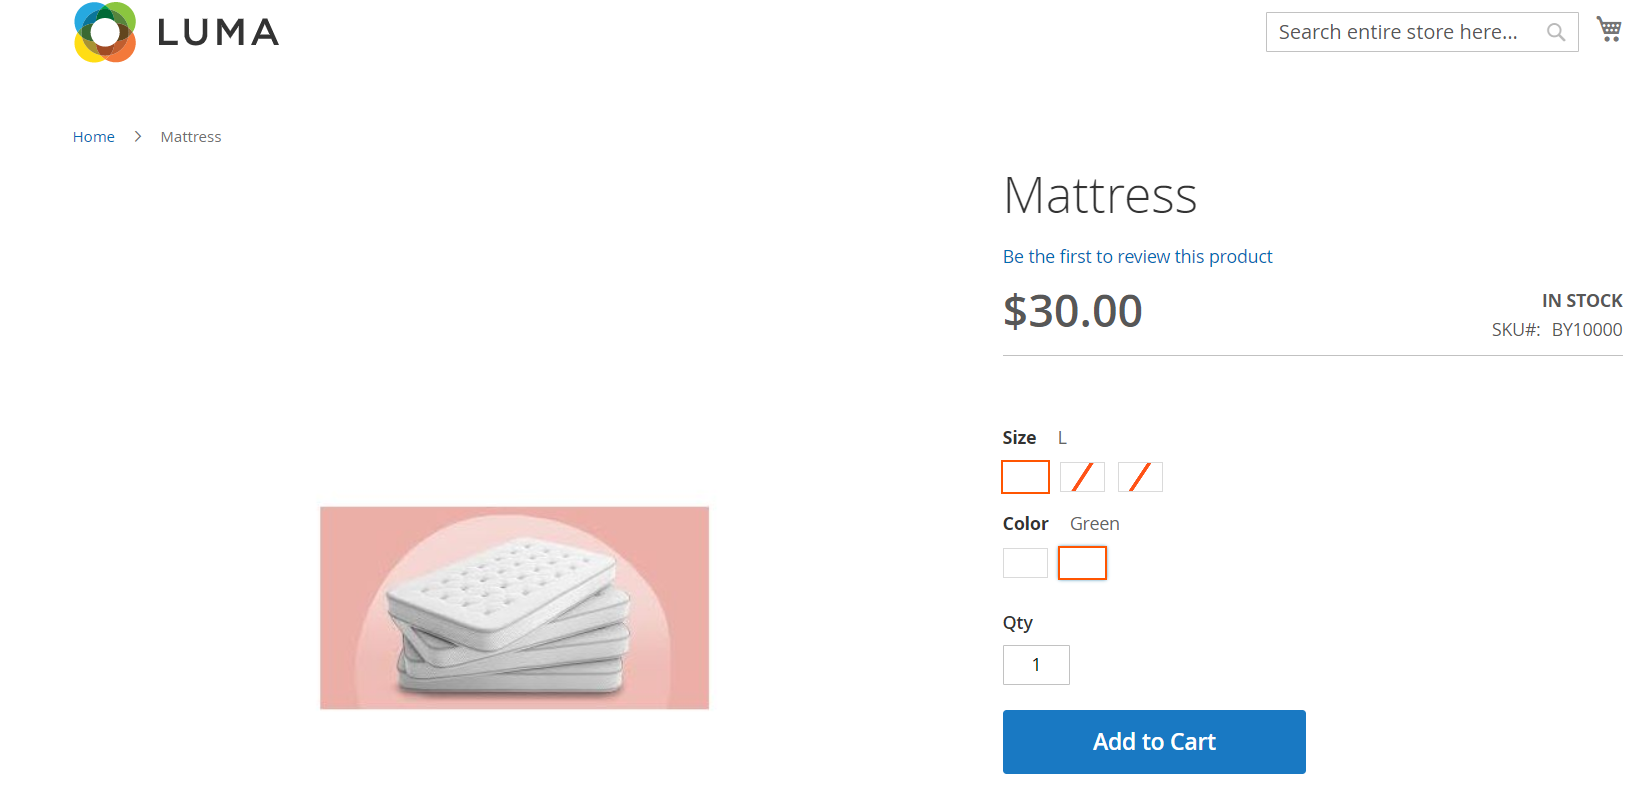 LUMA
Search entire store here...
Home > Mattress
Mattress
Be the first to review this product
$30.00
IN STOCK
SKU#: BY10000
Size L
Color Green
Qty
1
Add to Cart